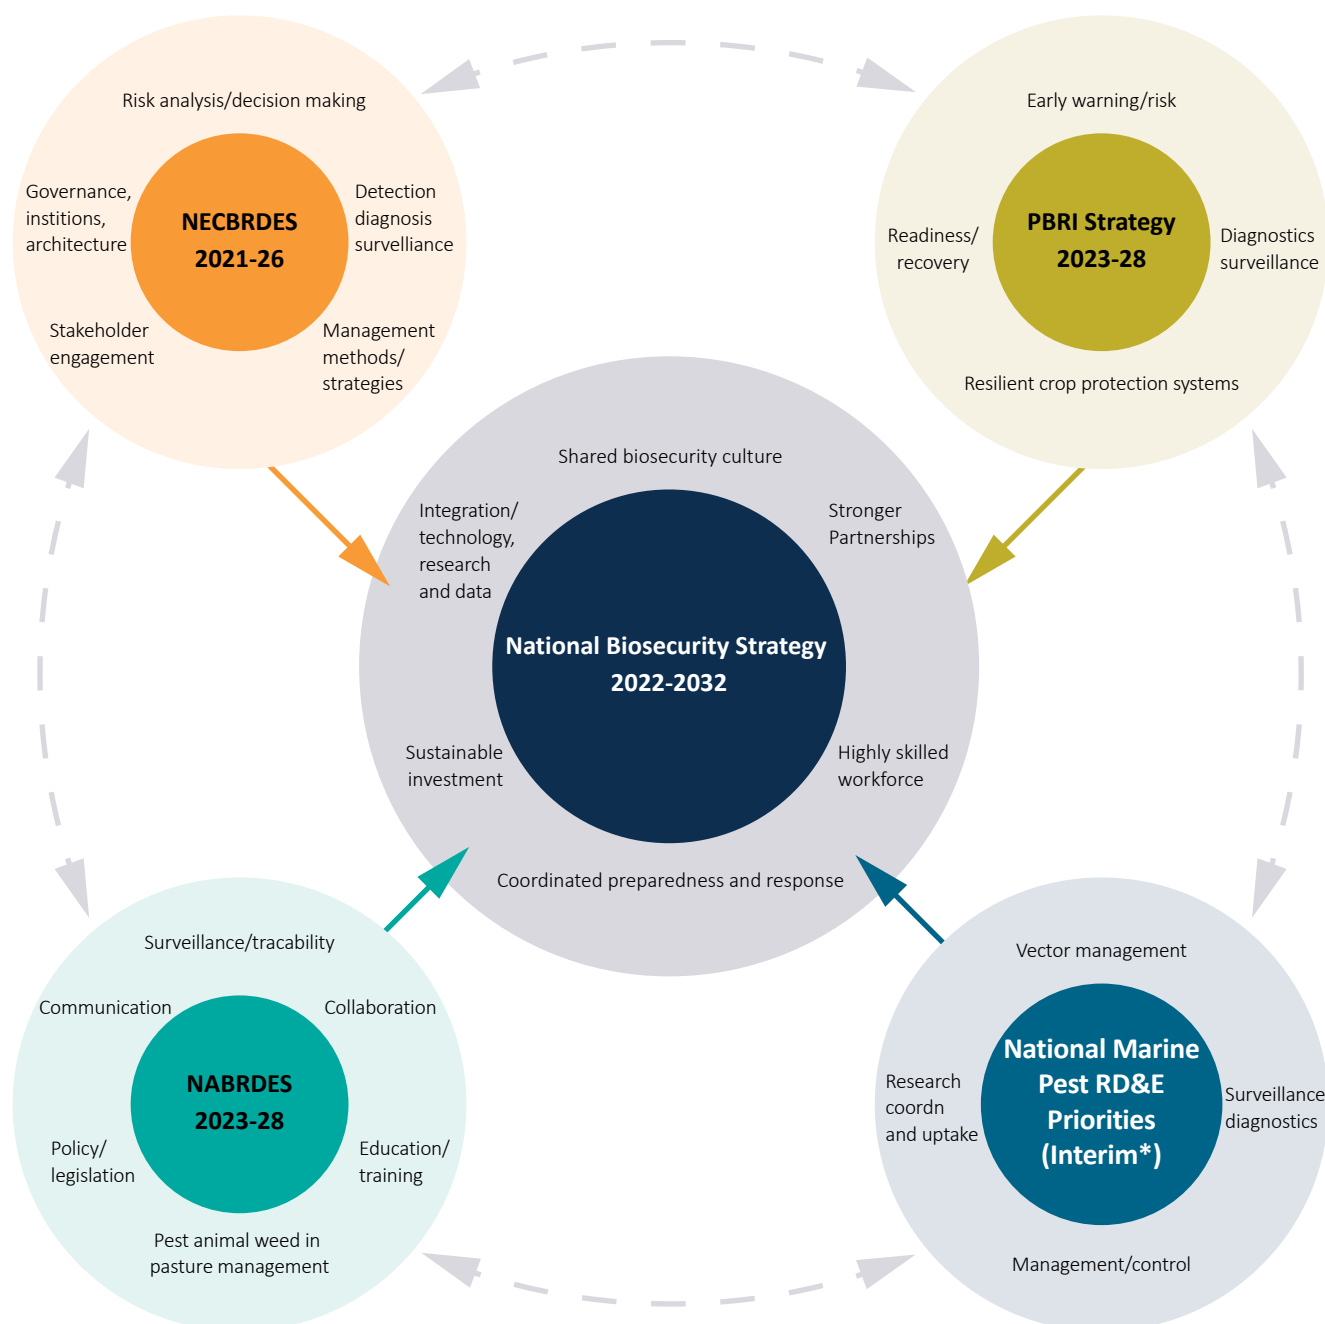 Risk analysis/decision making
Governance,
institions,
architecture
NECBRDES
2021-26
Detection
diagnosis
survelliance
Stakeholder
engagement
Management
methods/
strategies
Early warning/risk
Readiness/
recovery
PBRI Strategy
2023-28
Diagnostics
surveillance
Resilient crop protection systems
Shared biosecurity culture
Integration/
technology,
research
and data
Stronger
Partnerships
National Biosecurity Strategy
2022-2032
Sustainable
investment
Highly skilled
workforce
Coordinated preparedness and response
Surveillance/tracability
Communication
Collaboration
NABRDES
2023-28
Policy/
legislation
Education/
training
Pest animal weed in
pasture management
Vector management
Research
coordn
and uptake
National Marine
Pest RD&E
Priorities
(Interim*)
Surveillance
diagnostics
Management/control